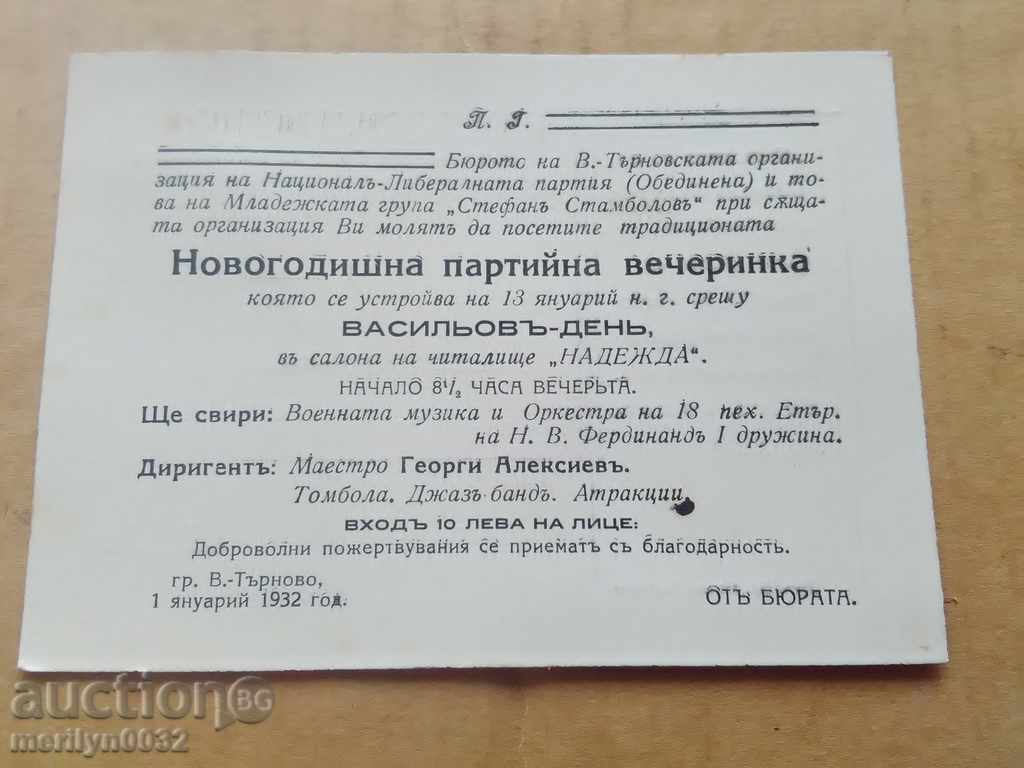 П. Г.
Бюрото на В.-Търновската органи-
зация на Националъ-Либералната партия (Обединена) и то-
ва на Младежката група „Стефанъ Стамболовъ“ при сѫща-
та организация Ви молятъ да посетите традиционата
Новогодишна партийна вечеринка
която се устройва на 13 януарий н. г. срещу
ВАСИЛЬОВЪ-ДЕНЬ,
въ салона на читалище „НАДЕЖДА“.
НАЧАЛО 8½ ЧАСА ВЕЧЕРЬТА.
Ще свири: Военната музика и Оркестра на 18 пех. Етър.
на Н. В. Фердинандъ I дружина.
Диригентъ: Маестро Георги Алексиевъ.
Томбола. Джазъ-бандъ. Атракции.
ВХОДЪ 10 ЛЕВА НА ЛИЦЕ:
Доброволни пожертвувания се приематъ съ благодарность.
гр. В.-Търново,
1 януарий 1932 год.
ОТЪ БЮРАТА.
auction BG
merilyn0032